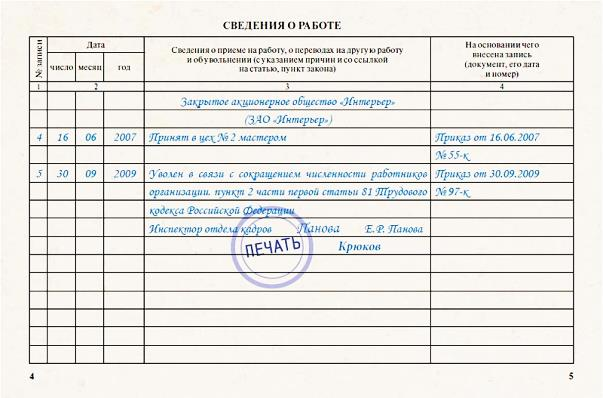 СВЕДЕНИЯ О РАБОТЕ
№ записи
Дата
число месяц год
Сведения о приеме на работу, о переводах на другую работу
и об увольнении (с указанием причин и со ссылкой
на статью, пункт закона)
На основании чего
внесена запись
(документ, его дата
и номер)
1 2 3 4
Закрытое акционерное общество «Интерьер»
(ЗАО «Интерьер»)
4 16 06 2007 Принят в цех № 2 мастером Приказ от 16.06.2007
№ 55-к
5 30 09 2009 Уволен в связи с сокращением численности работников Приказ от 30.09.2009
организации, пункт 2 части первой статьи 81 Трудового № 97-к
кодекса Российской Федерации
Инспектор отдела кадров Панова Е.Р. Панова
ПЕЧАТЬ Крюков
4 5